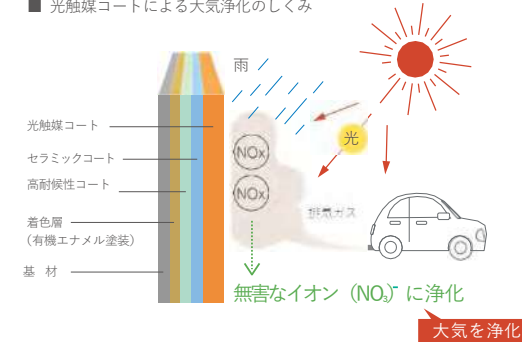 ■ 光触媒コートによる大気浄化のしくみ
雨
光触媒コート
光
セラミックコート
NOx
高耐候性コート
NOx
排気ガス
着色層
(有機エナメル塗装)
基 材
無害なイオン（NO₃⁻）に浄化
大気を浄化